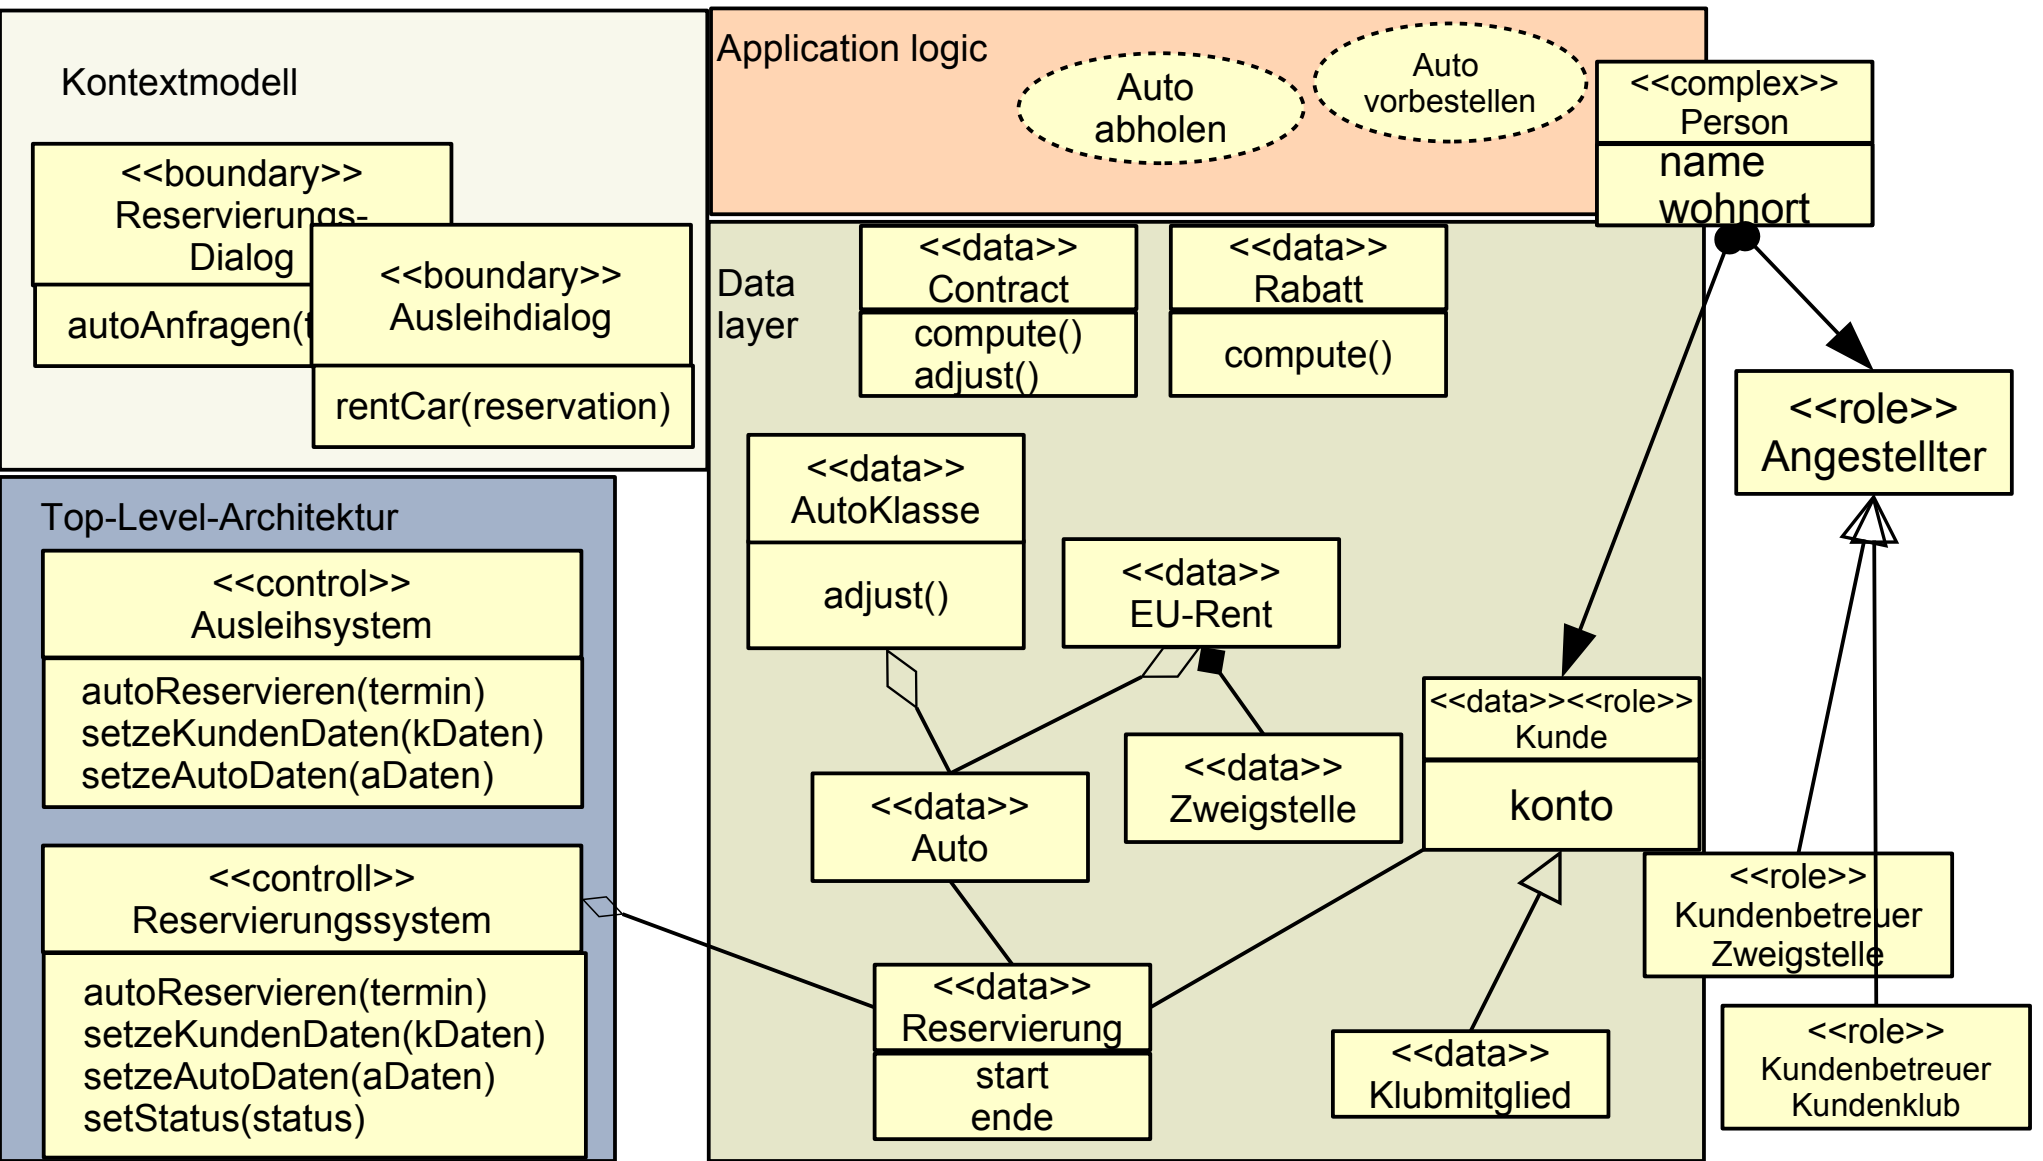 Kontextmodell
<<boundary>>
Reservierungs-
Dialog
autoAnfragen(
<<boundary>>
Ausleihdialog
rentCar(reservation)
Top-Level-Architektur
<<control>>
Ausleihsystem
autoReservieren(termin)
setzeKundenDaten(kDaten)
setzeAutoDaten(aDaten)
<<controll>>
Reservierungssystem
autoReservieren(termin)
setzeKundenDaten(kDaten)
setzeAutoDaten(aDaten)
setStatus(status)
Application logic
Auto
abholen
Auto
vorbestellen
<<complex>>
Person
name
wohnort
Data
layer
<<data>>
Contract
compute()
adjust()
<<data>>
Rabatt
compute()
<<data>>
AutoKlasse
adjust()
<<data>>
EU-Rent
<<data>>
Zweigstelle
<<data>>
Auto
<<data>><<role>>
Kunde
konto
<<data>>
Reservierung
start
ende
<<data>>
Klubmitglied
<<role>>
Angestellter
<<role>>
Kundenbetreuer
Zweigstelle
<<role>>
Kundenbetreuer
Kundenklub